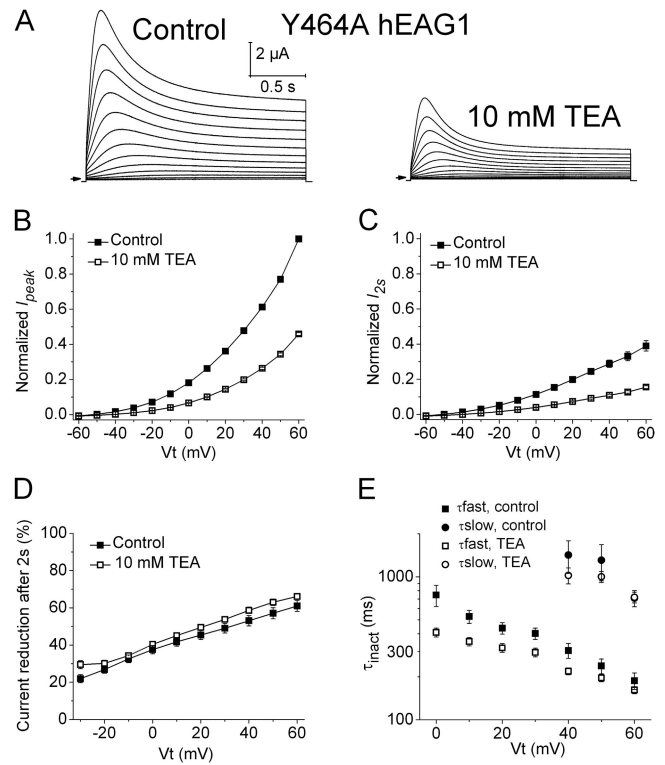 A
Control
Y464A hEAG1
2 µA
0.5 s
10 mM TEA
B
Normalized Ipeak
1.0
0.8
0.6
0.4
0.2
0.0
Control
10 mM TEA
-60 -40 -20 0 20 40 60
Vt (mV)
C
Normalized I2s
1.0
0.8
0.6
0.4
0.2
0.0
Control
10 mM TEA
-60 -40 -20 0 20 40 60
Vt (mV)
D
Current reduction after 2s (%)
100
80
60
40
20
0
Control
10 mM TEA
-20 0 20 40 60
Vt (mV)
E
τfast, control
τslow, control
τfast, TEA
τslow, TEA
τinact (ms)
1000
300
100
0 10 20 30 40 50 60
Vt (mV)